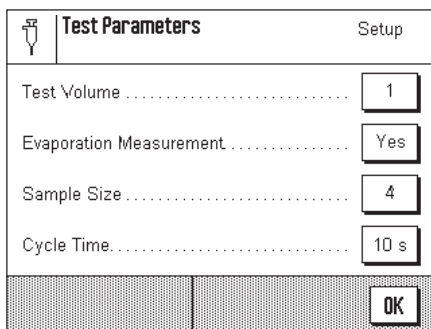 Test Parameters Setup
Test Volume ............................ 1
Evaporation Measurement ............... Yes
Sample Size ............................ 4
Cycle Time ............................. 10 s
OK